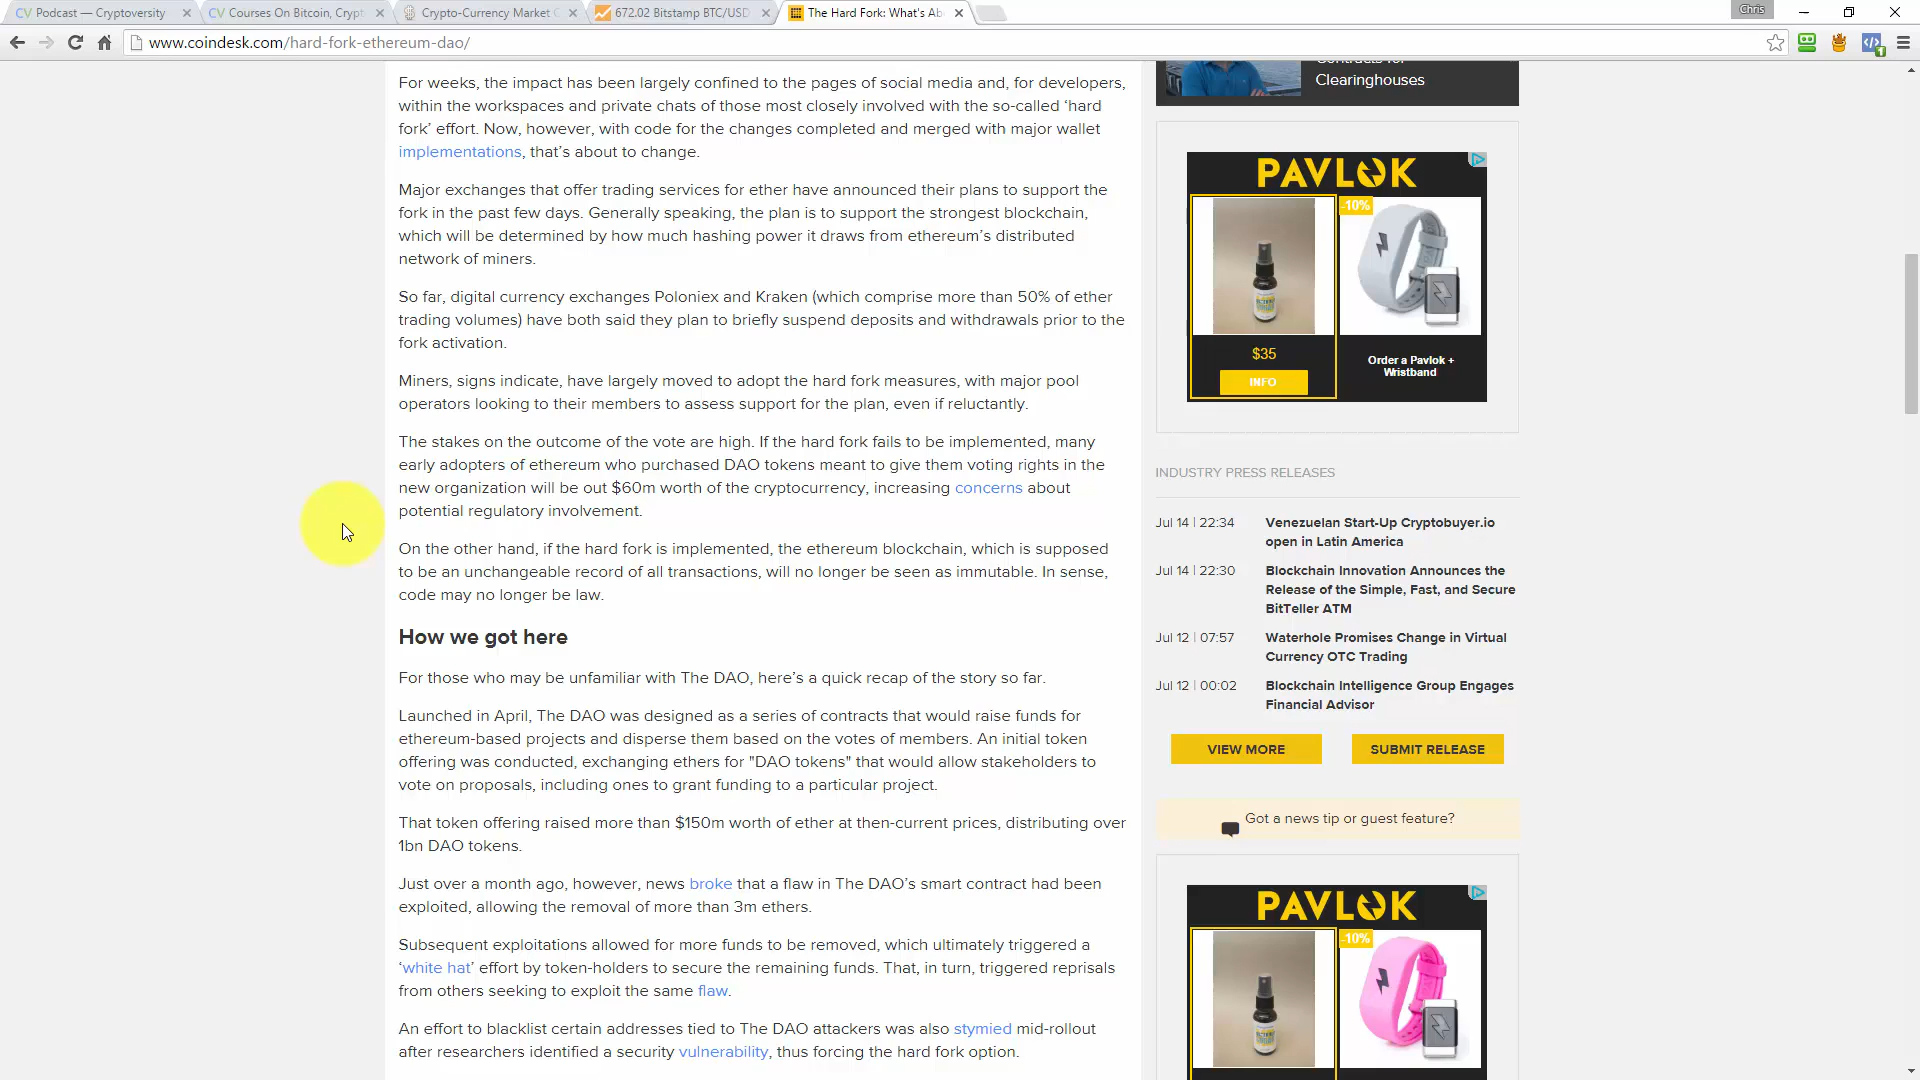 CV Podcast — Cryptoversity
CV Courses On Bitcoin, Crypt
Crypto-Currency Market C
672.02 Bitstamp BTC/USD
The Hard Fork: What's Ab
Chris
www.coindesk.com/hard-fork-ethereum-dao/
For weeks, the impact has been largely confined to the pages of social media and, for developers,
within the workspaces and private chats of those most closely involved with the so-called ‘hard
fork’ effort. Now, however, with code for the changes completed and merged with major wallet
implementations, that’s about to change.
Major exchanges that offer trading services for ether have announced their plans to support the
fork in the past few days. Generally speaking, the plan is to support the strongest blockchain,
which will be determined by how much hashing power it draws from ethereum’s distributed
network of miners.
So far, digital currency exchanges Poloniex and Kraken (which comprise more than 50% of ether
trading volumes) have both said they plan to briefly suspend deposits and withdrawals prior to the
fork activation.
Miners, signs indicate, have largely moved to adopt the hard fork measures, with major pool
operators looking to their members to assess support for the plan, even if reluctantly.
The stakes on the outcome of the vote are high. If the hard fork fails to be implemented, many
early adopters of ethereum who purchased DAO tokens meant to give them voting rights in the
new organization will be out $60m worth of the cryptocurrency, increasing concerns about
potential regulatory involvement.
On the other hand, if the hard fork is implemented, the ethereum blockchain, which is supposed
to be an unchangeable record of all transactions, will no longer be seen as immutable. In sense,
code may no longer be law.
How we got here
For those who may be unfamiliar with The DAO, here’s a quick recap of the story so far.
Launched in April, The DAO was designed as a series of contracts that would raise funds for
ethereum-based projects and disperse them based on the votes of members. An initial token
offering was conducted, exchanging ethers for "DAO tokens" that would allow stakeholders to
vote on proposals, including ones to grant funding to a particular project.
That token offering raised more than $150m worth of ether at then-current prices, distributing over
1bn DAO tokens.
Just over a month ago, however, news broke that a flaw in The DAO’s smart contract had been
exploited, allowing the removal of more than 3m ethers.
Subsequent exploitations allowed for more funds to be removed, which ultimately triggered a
‘white hat’ effort by token-holders to secure the remaining funds. That, in turn, triggered reprisals
from others seeking to exploit the same flaw.
An effort to blacklist certain addresses tied to The DAO attackers was also stymied mid-rollout
after researchers identified a security vulnerability, thus forcing the hard fork option.
Contracts for
Clearinghouses
PAVLOK
-10%
$35
INFO
Order a Pavlok +
Wristband
INDUSTRY PRESS RELEASES
Jul 14 | 22:34 Venezuelan Start-Up Cryptobuyer.io
open in Latin America
Jul 14 | 22:30 Blockchain Innovation Announces the
Release of the Simple, Fast, and Secure
BitTeller ATM
Jul 12 | 07:57 Waterhole Promises Change in Virtual
Currency OTC Trading
Jul 12 | 00:02 Blockchain Intelligence Group Engages
Financial Advisor
VIEW MORE
SUBMIT RELEASE
Got a news tip or guest feature?
PAVLOK
-10%